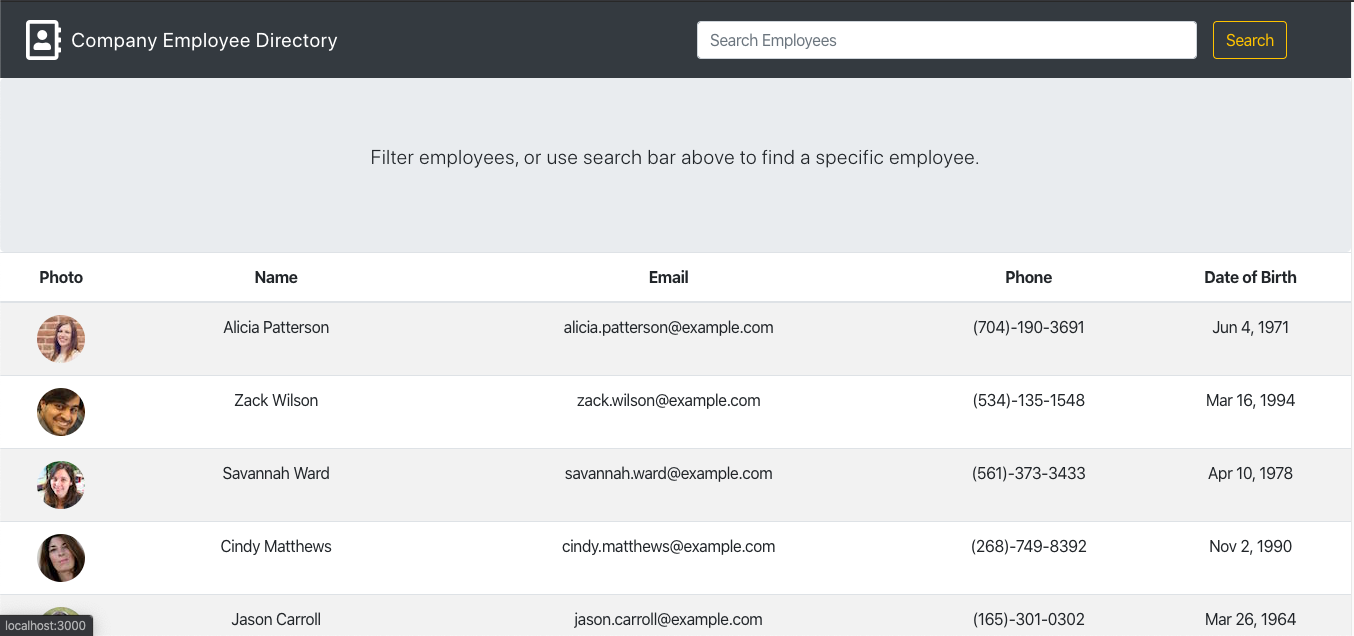 Company Employee Directory Search Employees Search
Filter employees, or use search bar above to find a specific employee.
Photo Name Email Phone Date of Birth
Alicia Patterson alicia.patterson@example.com (704)-190-3691 Jun 4, 1971
Zack Wilson zack.wilson@example.com (534)-135-1548 Mar 16, 1994
Savannah Ward savannah.ward@example.com (561)-373-3433 Apr 10, 1978
Cindy Matthews cindy.matthews@example.com (268)-749-8392 Nov 2, 1990
Jason Carroll jason.carroll@example.com (165)-301-0302 Mar 26, 1964
localhost:3000